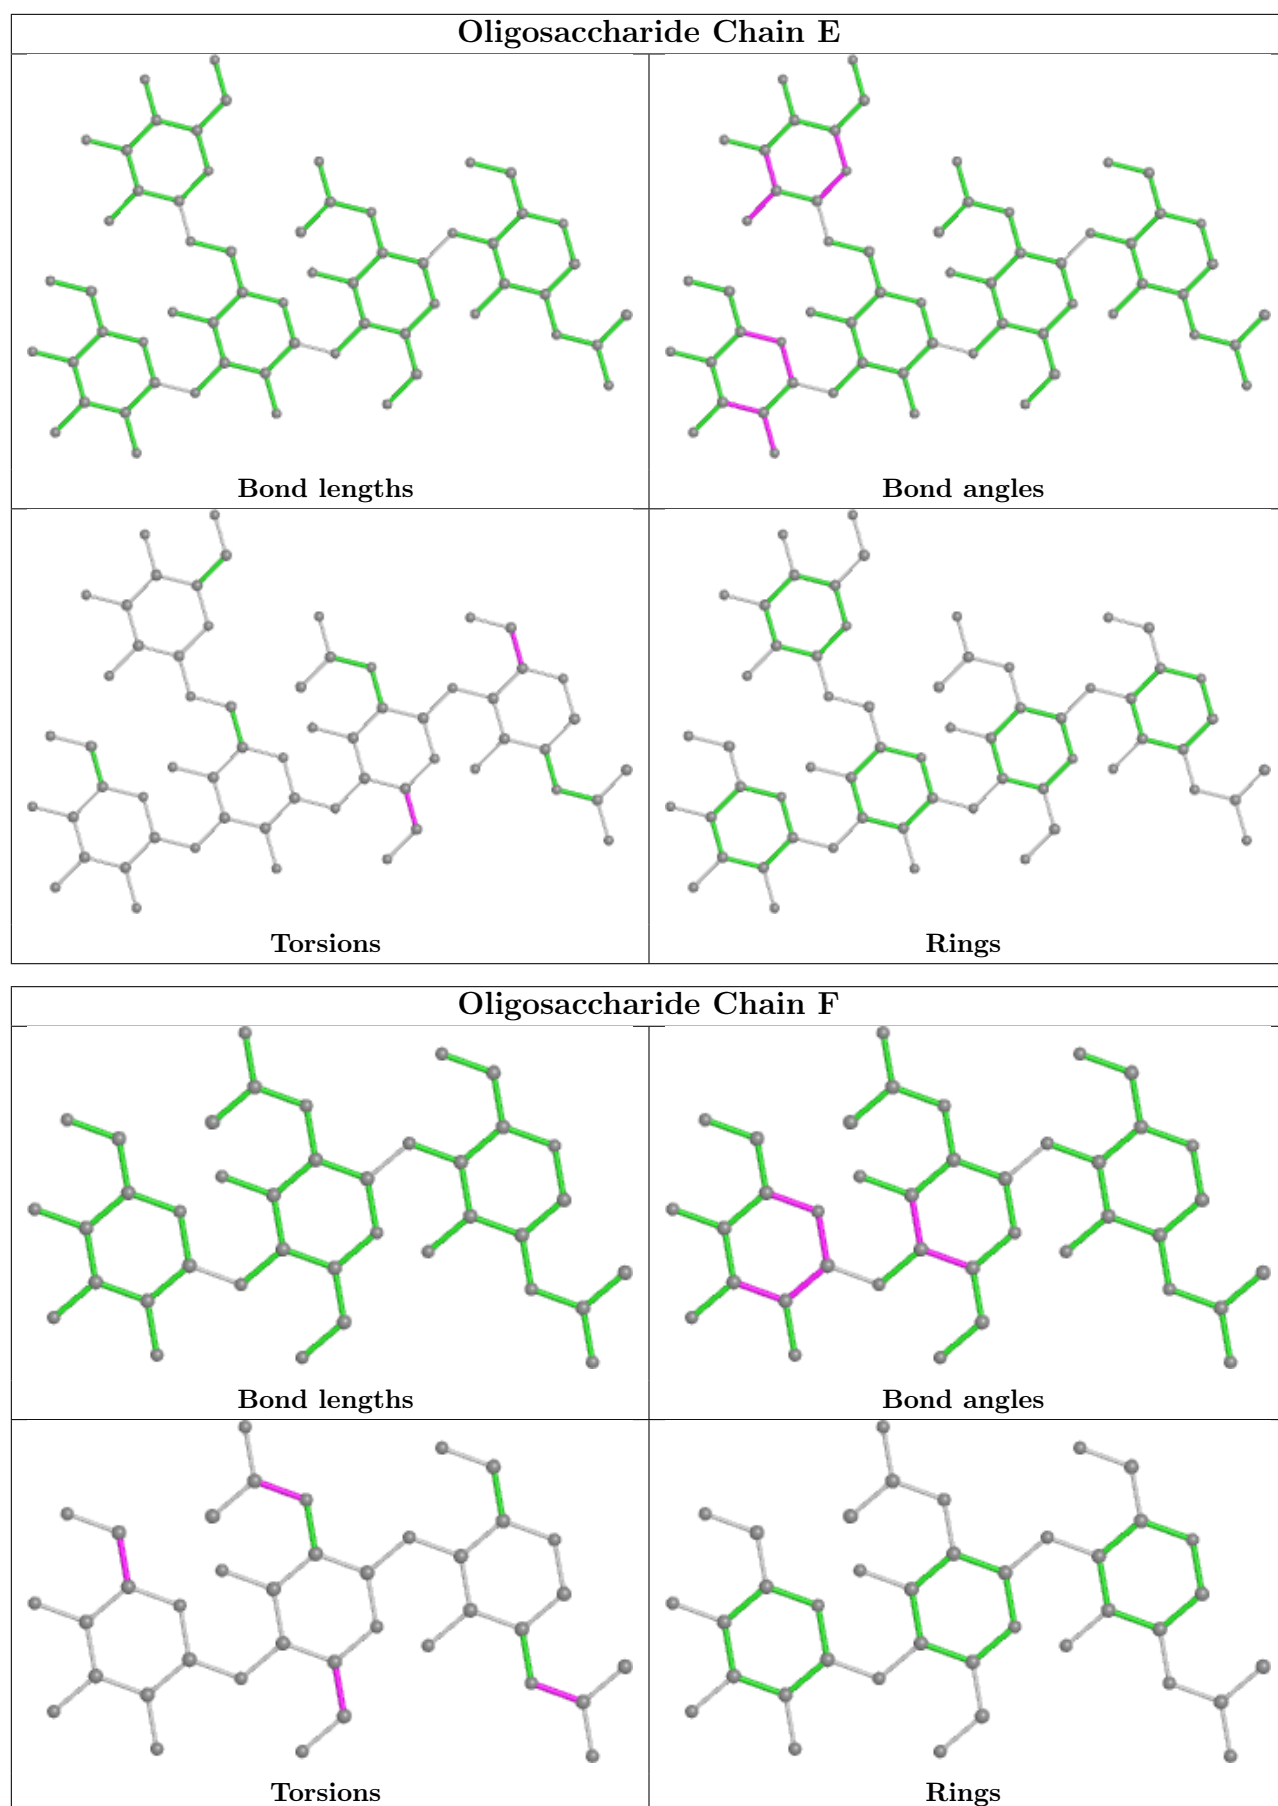 Oligosaccharide Chain E
Bond lengths
Bond angles
Torsions
Rings
Oligosaccharide Chain F
Bond lengths
Bond angles
Torsions
Rings